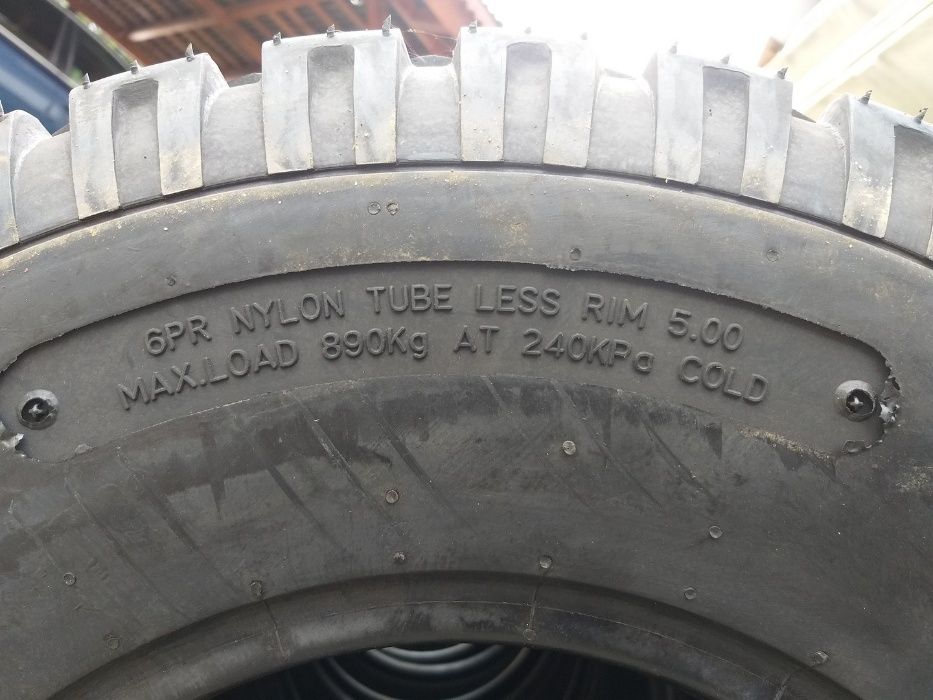 6PR NYLON TUBE LESS RIM 5.00
MAX.LOAD 890Kg AT 240KPa COLD